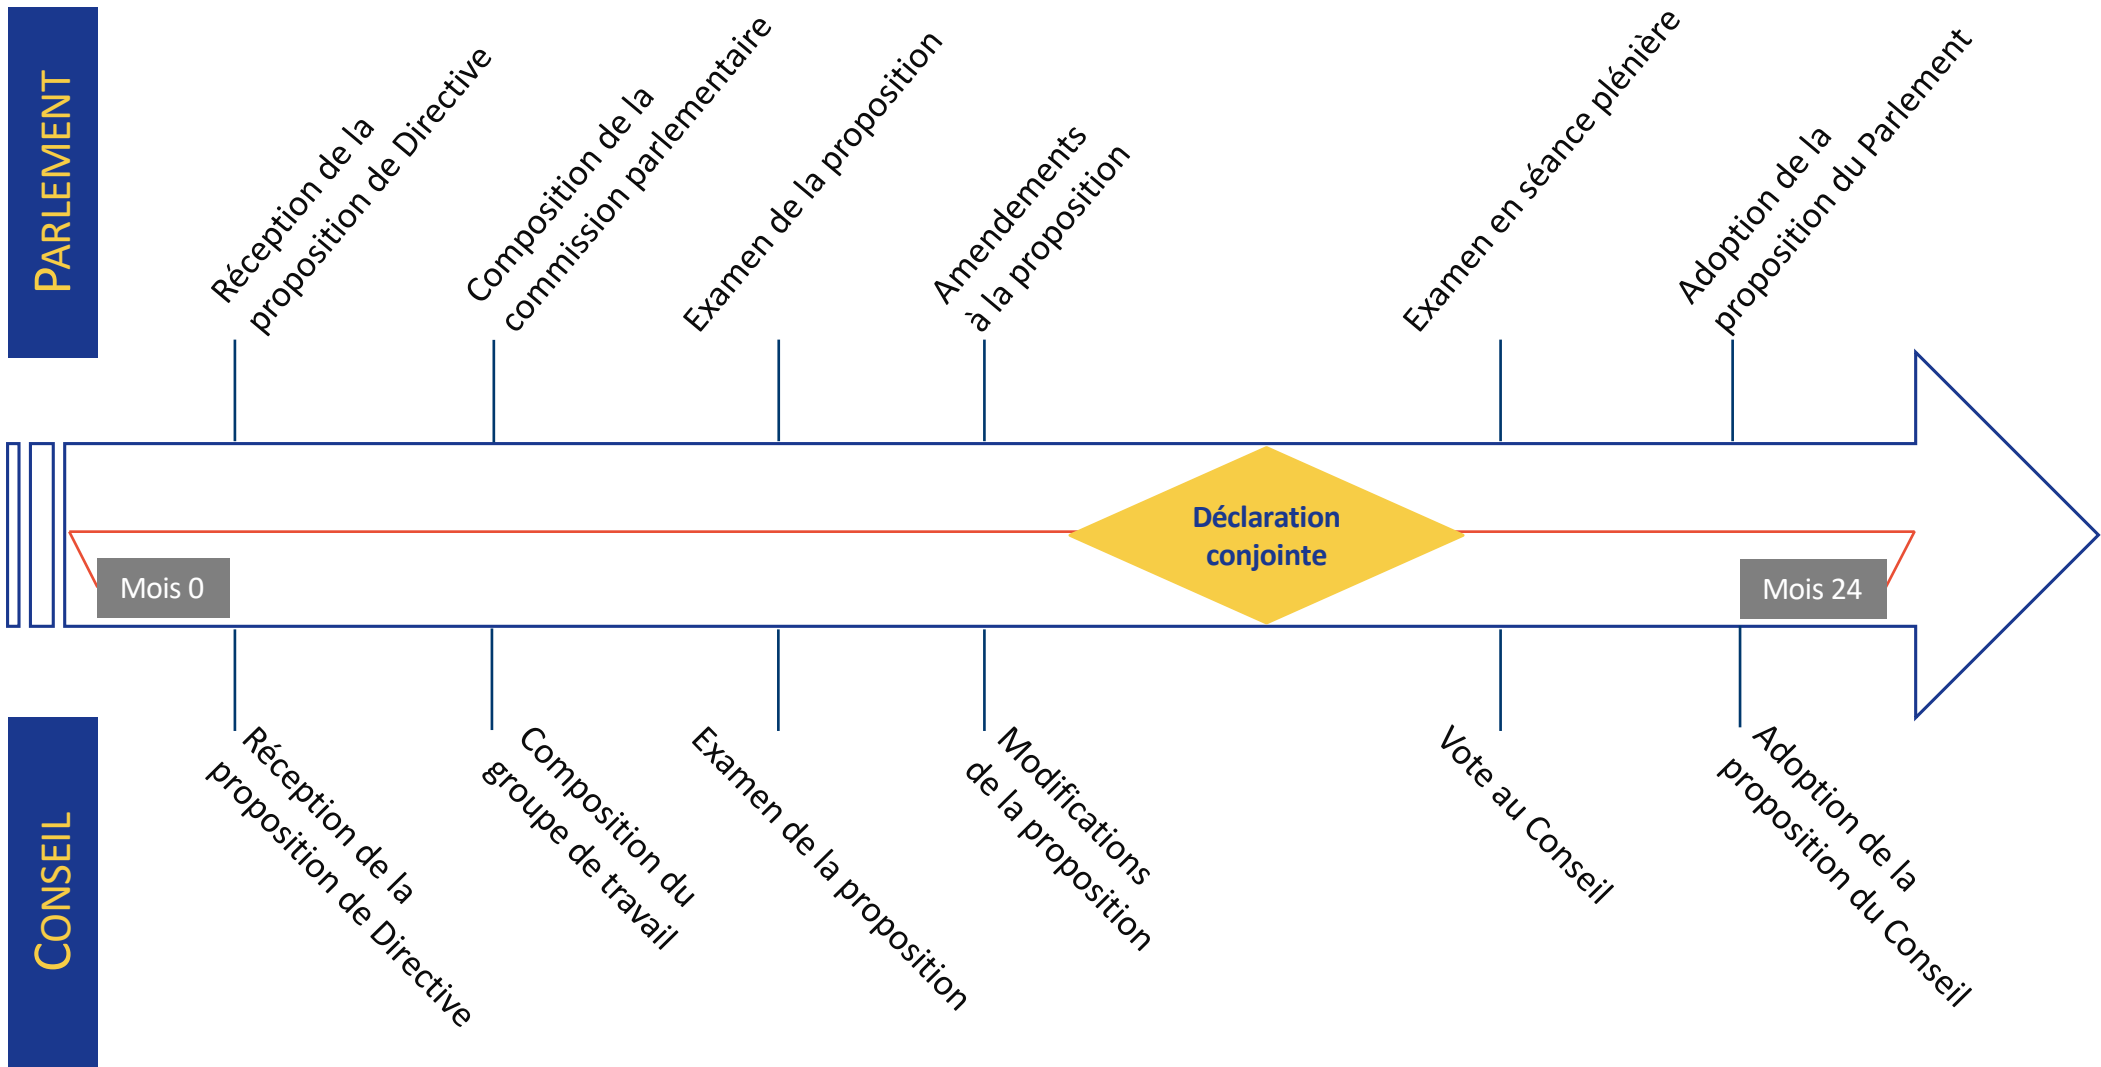 PARLEMENT
Réception de la
proposition de Directive
Composition de la
commission parlementaire
Examen de la proposition
Amendements
à la proposition
Examen en séance plénière
Adoption de la
proposition du Parlement
Déclaration
conjointe
Mois 0
Mois 24
CONSEIL
Réception de la
proposition de Directive
Composition du
groupe de travail
Examen de la proposition
Modifications
de la proposition
Vote au Conseil
Adoption de la
proposition du Conseil